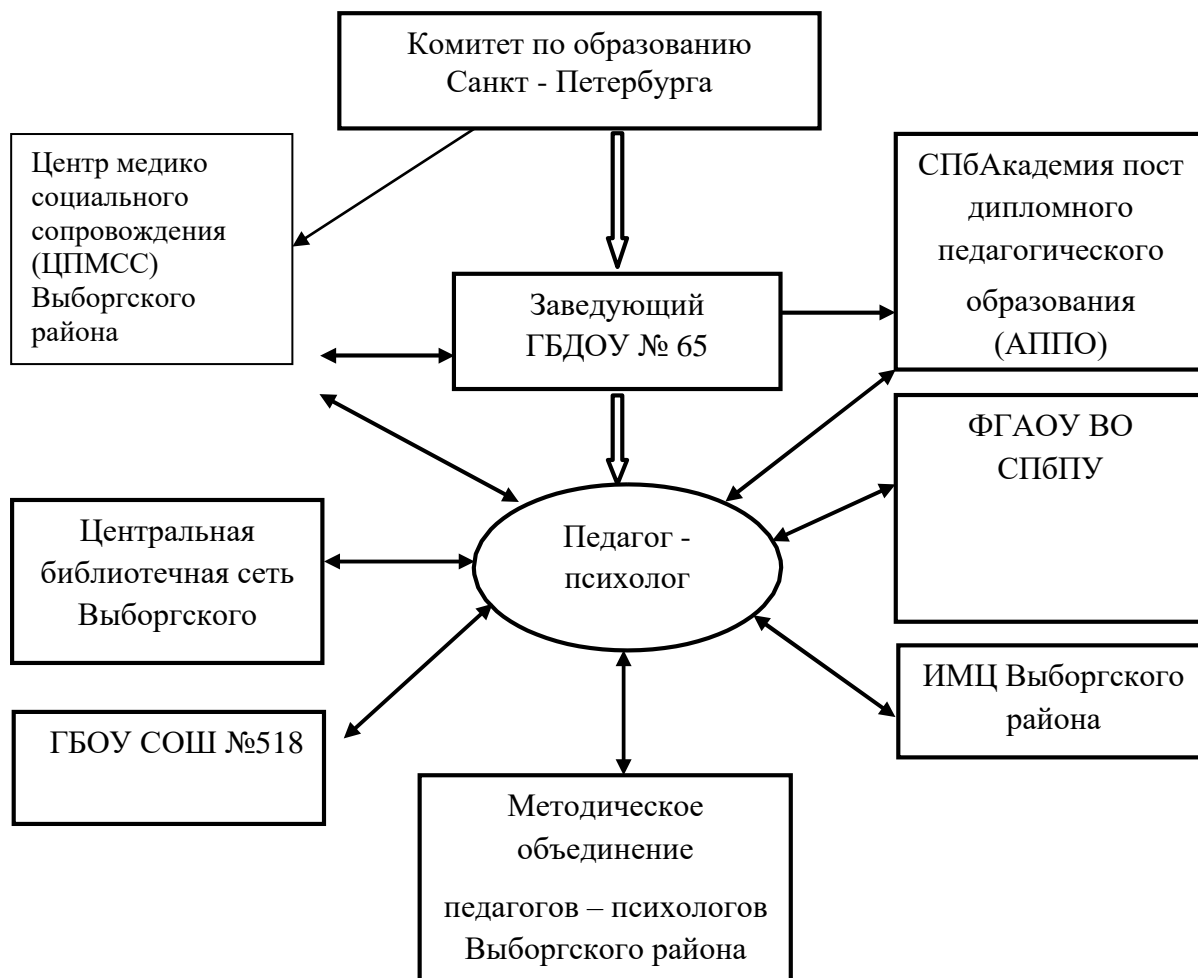 Комитет по образованию
Санкт - Петербурга
Центр медико
социального
сопровождения
(ЦПМСС)
Выборгского
района
СПбАкадемия пост
дипломного
педагогического
образования
(АППО)
Заведующий
ГБДОУ № 65
ФГАОУ ВО
СПбПУ
Центральная
библиотечная сеть
Выборгского
Педагог -
психолог
ИМЦ Выборгского
района
ГБОУ СОШ №518
Методическое
объединение
педагогов – психологов
Выборгского района